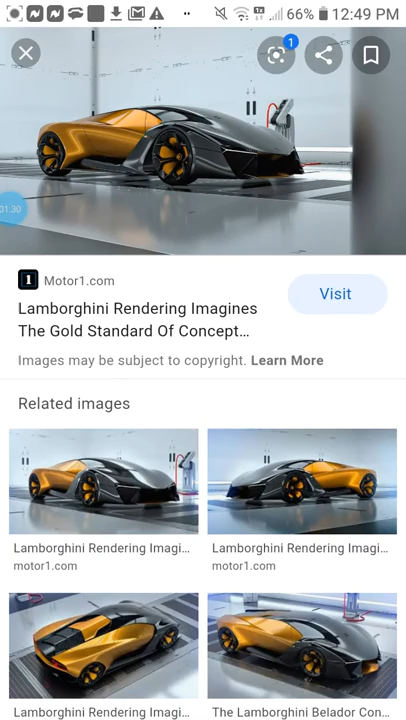 66% 12:49 PM
1
01:30
1 Motor1.com
Visit
Lamborghini Rendering Imagines
The Gold Standard Of Concept...
Images may be subject to copyright. Learn More
Related images
Lamborghini Rendering Imagi...
motor1.com
Lamborghini Rendering Imagi...
motor1.com
Lamborghini Rendering Imagi...
The Lamborghini Belador Con...